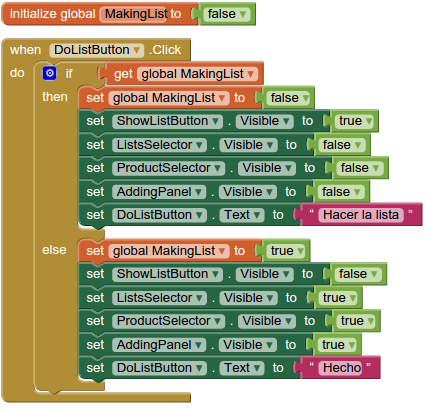 initialize global MakingList to false
when DoListButton .Click
do if get global MakingList
then set global MakingList to false
set ShowListButton . Visible to true
set ListsSelector . Visible to false
set ProductSelector . Visible to false
set AddingPanel . Visible to false
set DoListButton . Text to “ Hacer la lista ”
else set global MakingList to true
set ShowListButton . Visible to false
set ListsSelector . Visible to true
set ProductSelector . Visible to true
set AddingPanel . Visible to true
set DoListButton . Text to “ Hecho ”